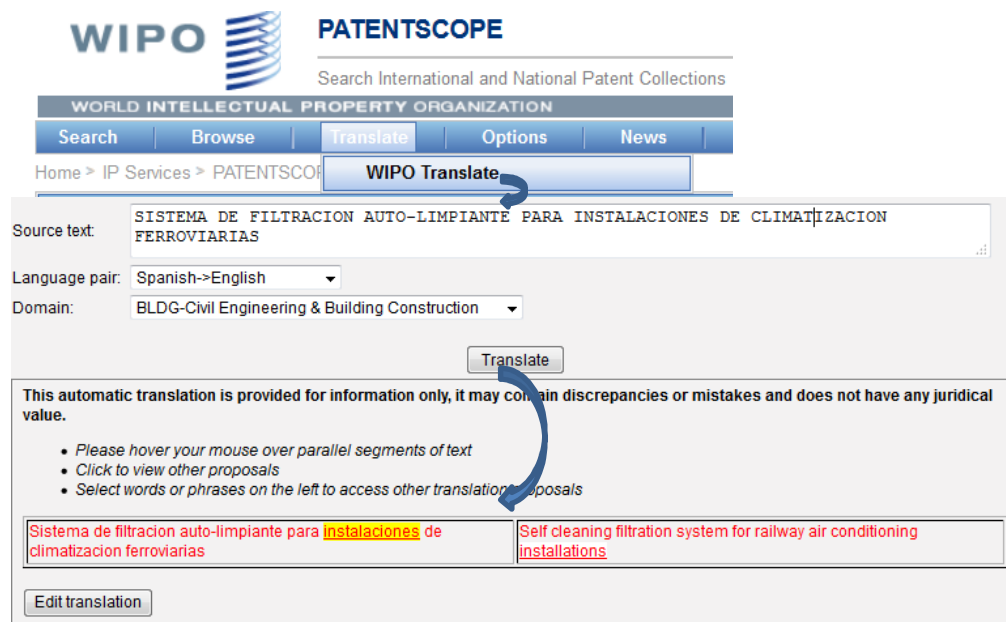 WIPO
PATENTSCOPE
Search International and National Patent Collections
WORLD INTELLECTUAL PROPERTY ORGANIZATION
Search Browse Translate Options News
Home > IP Services > PATENTSCO
WIPO Translate
Source text:
SISTEMA DE FILTRACION AUTO-LIMPIANTE PARA INSTALACIONES DE CLIMATIZACION
FERROVIARIAS
Language pair: Spanish->English
Domain: BLDG-Civil Engineering & Building Construction
Translate
This automatic translation is provided for information only, it may contain discrepancies or mistakes and does not have any juridical
value.
• Please hover your mouse over parallel segments of text
• Click to view other proposals
• Select words or phrases on the left to access other translation proposals
Sistema de filtracion auto-limpiante para instalaciones de
climatizacion ferroviarias
Self cleaning filtration system for railway air conditioning
installations
Edit translation